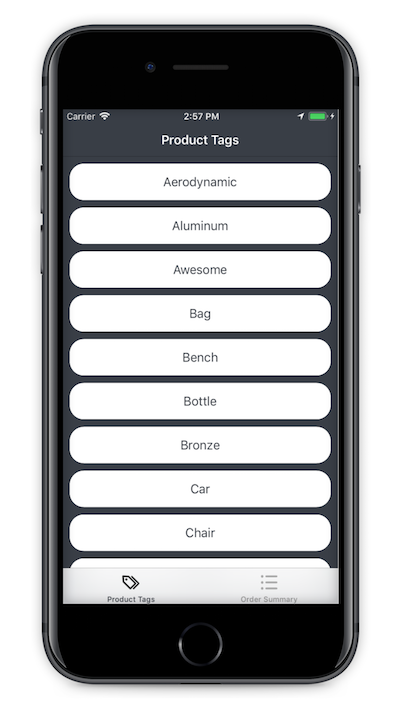 Carrier 2:57 PM
Product Tags
Aerodynamic
Aluminum
Awesome
Bag
Bench
Bottle
Bronze
Car
Chair
Product Tags Order Summary